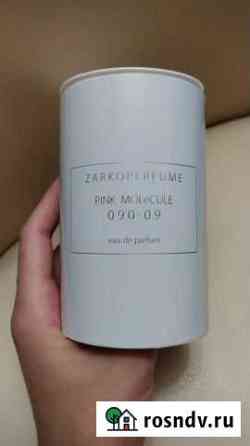 ZARKOPERFUME
PINK MOLéCULE
090·09
eau de parfum
rosndv.ru